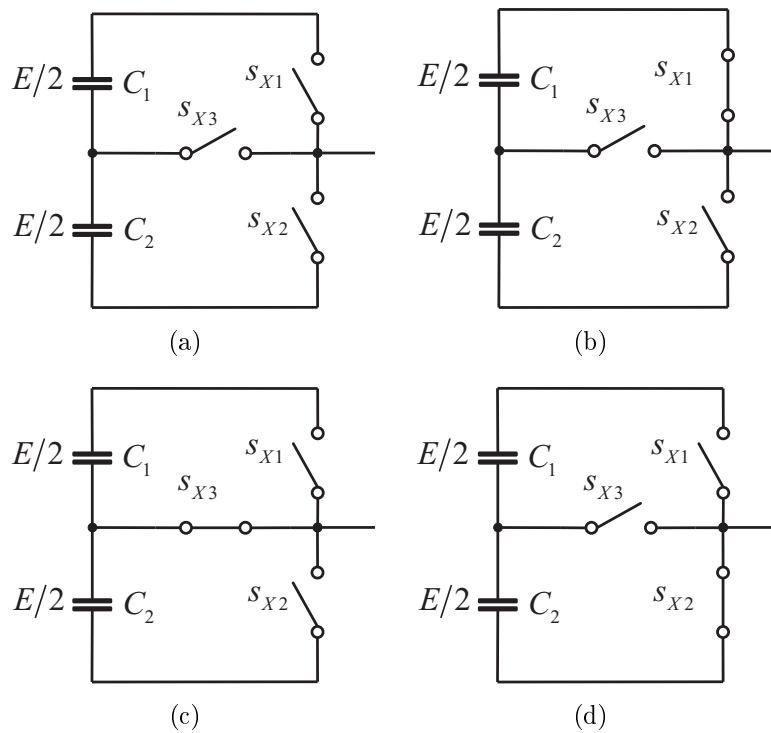 E/2 C1 sX1
sX3
E/2 C2 sX2
(a)
E/2 C1 sX1
sX3
E/2 C2 sX2
(b)
E/2 C1 sX1
sX3
E/2 C2 sX2
(c)
E/2 C1 sX1
sX3
E/2 C2 sX2
(d)